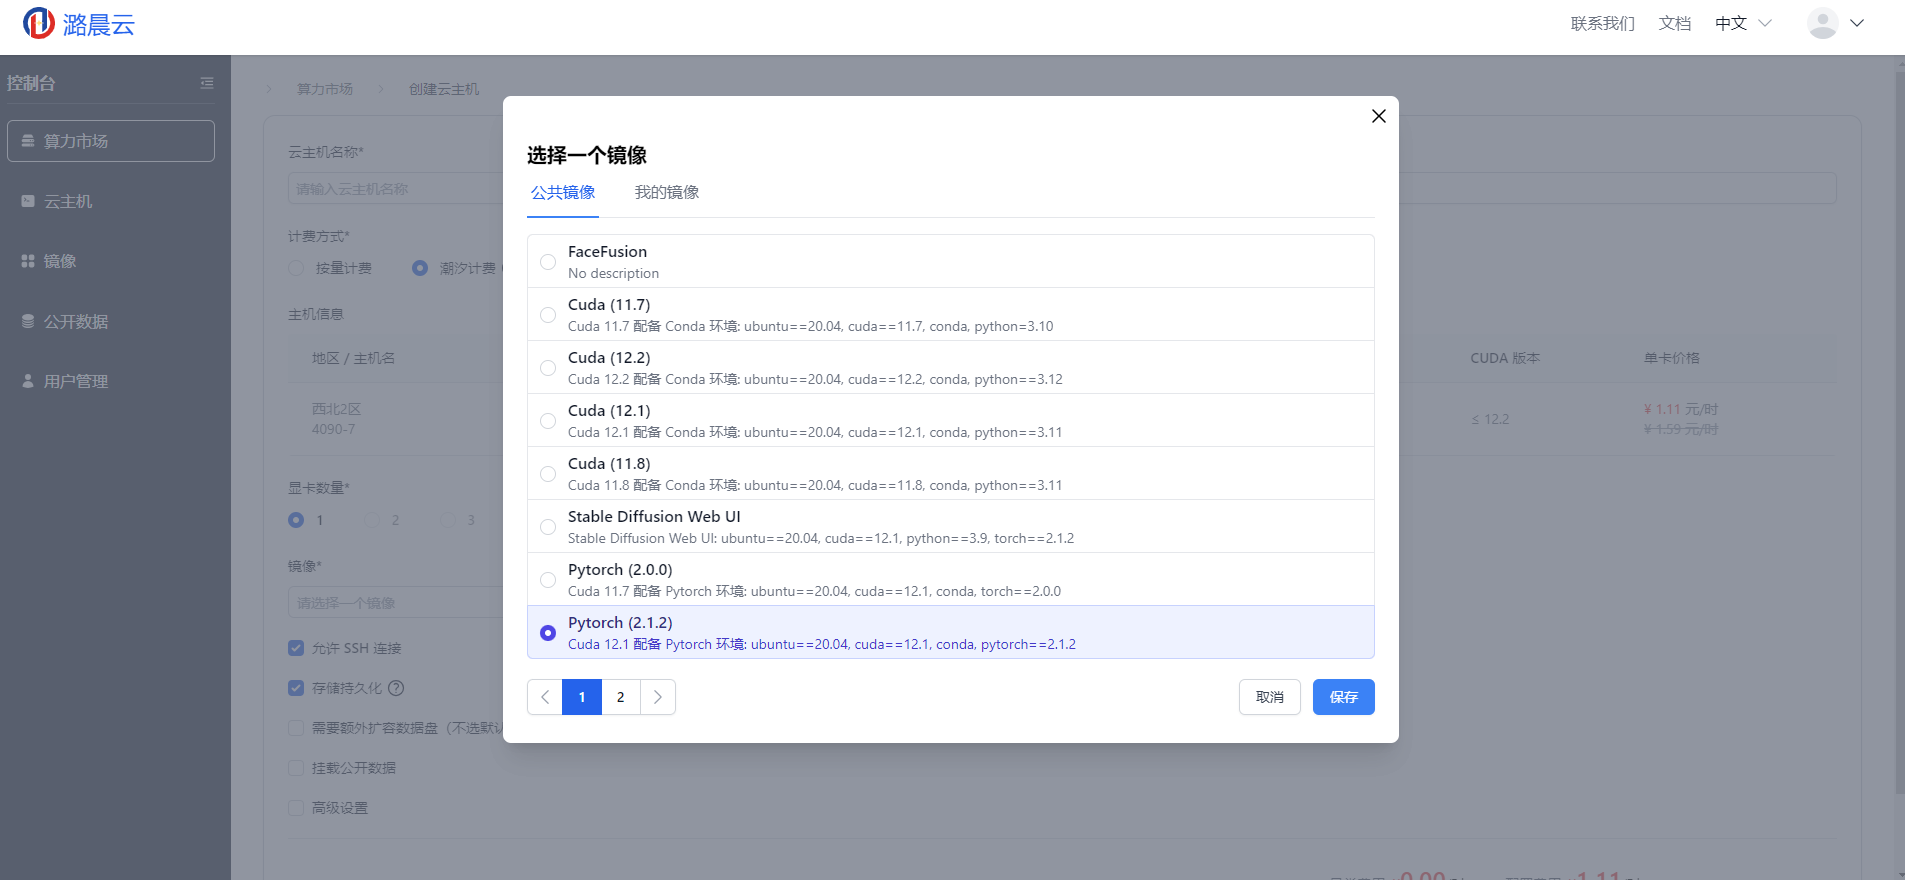 潞晨云
联系我们 文档 中文
控制台
算力市场
云主机
镜像
公开数据
用户管理
算力市场 创建云主机
云主机名称*
请输入云主机名称
计费方式*
按量计费 潮汐计费
主机信息
地区 / 主机名 CUDA 版本 单卡价格
西北2区
4090-7
≤ 12.2
¥ 1.11 元/时
¥ 1.59 元/时
显卡数量*
1 2 3
镜像*
请选择一个镜像
允许 SSH 连接
存储持久化
需要额外扩容数据盘（不选默认
挂载公开数据
高级设置
选择一个镜像
公共镜像 我的镜像
FaceFusion
No description
Cuda (11.7)
Cuda 11.7 配备 Conda 环境: ubuntu==20.04, cuda==11.7, conda, python=3.10
Cuda (12.2)
Cuda 12.2 配备 Conda 环境: ubuntu==20.04, cuda==12.2, conda, python==3.12
Cuda (12.1)
Cuda 12.1 配备 Conda 环境: ubuntu==20.04, cuda==12.1, conda, python==3.11
Cuda (11.8)
Cuda 11.8 配备 Conda 环境: ubuntu==20.04, cuda==11.8, conda, python==3.11
Stable Diffusion Web UI
Stable Diffusion Web UI: ubuntu==20.04, cuda==12.1, python==3.9, torch==2.1.2
Pytorch (2.0.0)
Cuda 11.7 配备 Pytorch 环境: ubuntu==20.04, cuda==12.1, conda, torch==2.0.0
Pytorch (2.1.2)
Cuda 12.1 配备 Pytorch 环境: ubuntu==20.04, cuda==12.1, conda, pytorch==2.1.2
1 2
取消 保存